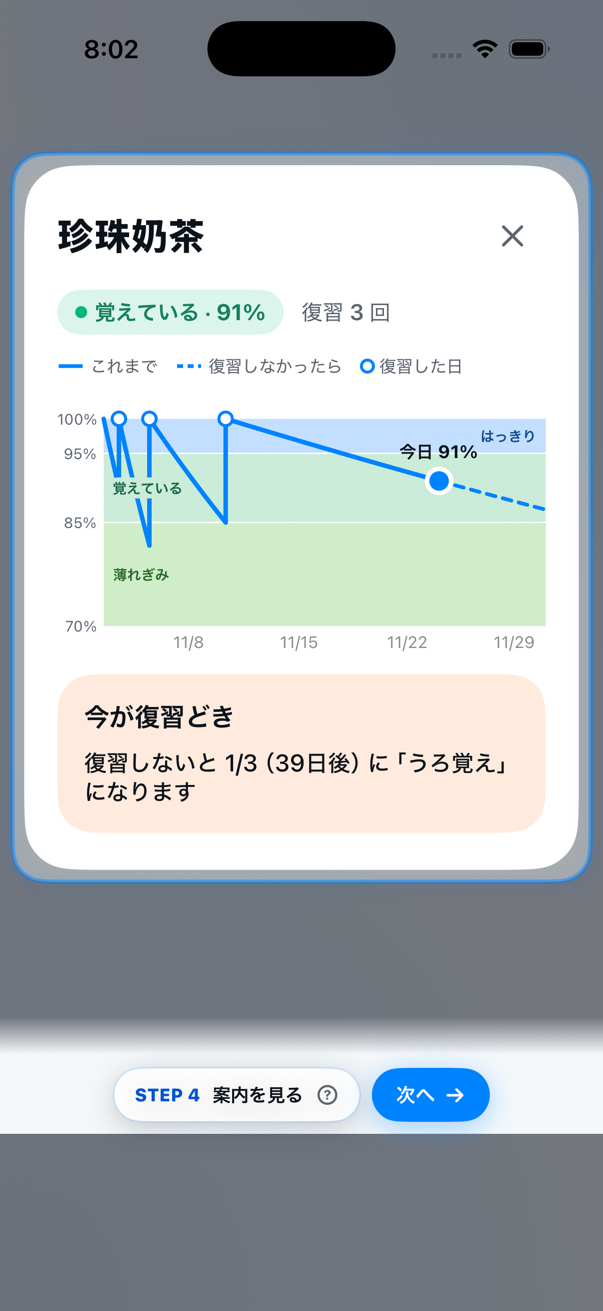 8:02
珍珠奶茶
覚えている · 91%
復習 3 回
これまで
復習しなかったら
復習した日
100%
95%
85%
70%
はっきり
今日 91%
覚えている
薄れぎみ
11/8
11/15
11/22
11/29
今が復習どき
復習しないと 1/3（39日後）に「うろ覚え」
になります
STEP 4 案内を見る ?
次へ →